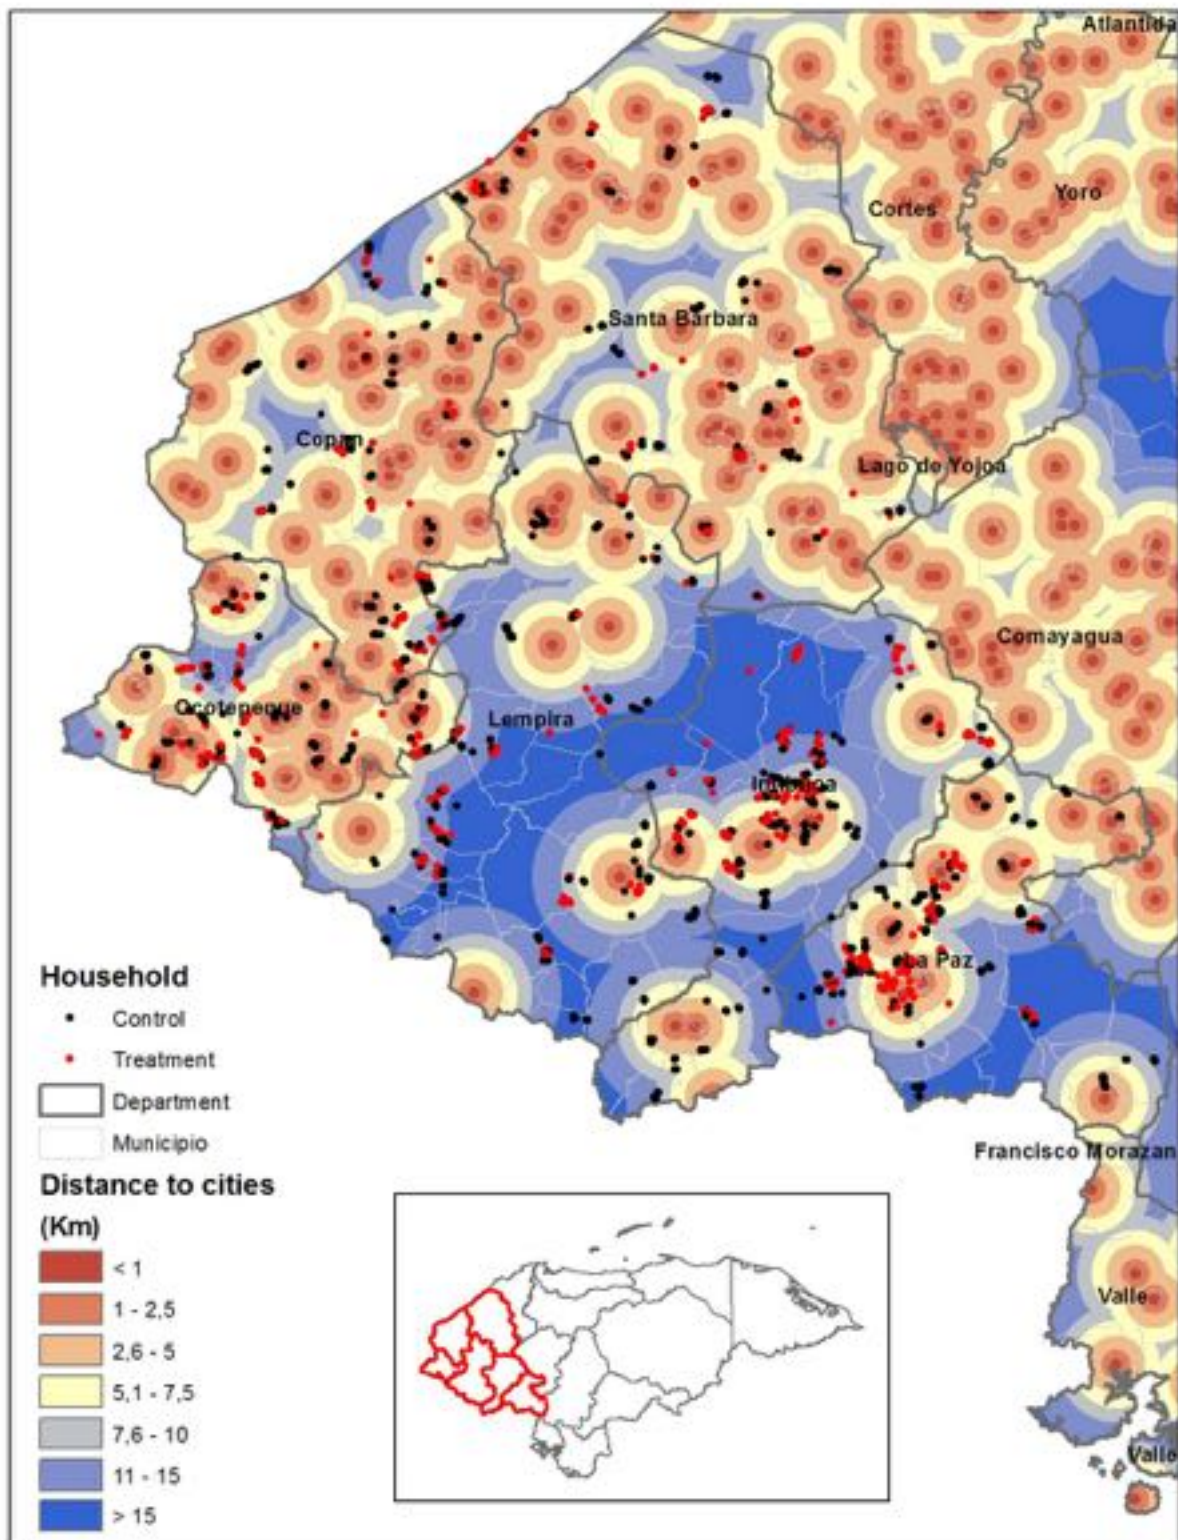 Atlantida
Yoro
Cortes
Santa Barbara
Copan
Lago de Yojoa
Comayagua
Ocotepeque
Lempira
Intibuca
La Paz
Household
Control
Treatment
Department
Municipio
Francisco Morazan
Distance to cities
(Km)
< 1
1 - 2,5
2,6 - 5
5,1 - 7,5
7,6 - 10
11 - 15
> 15
Valle
Valle